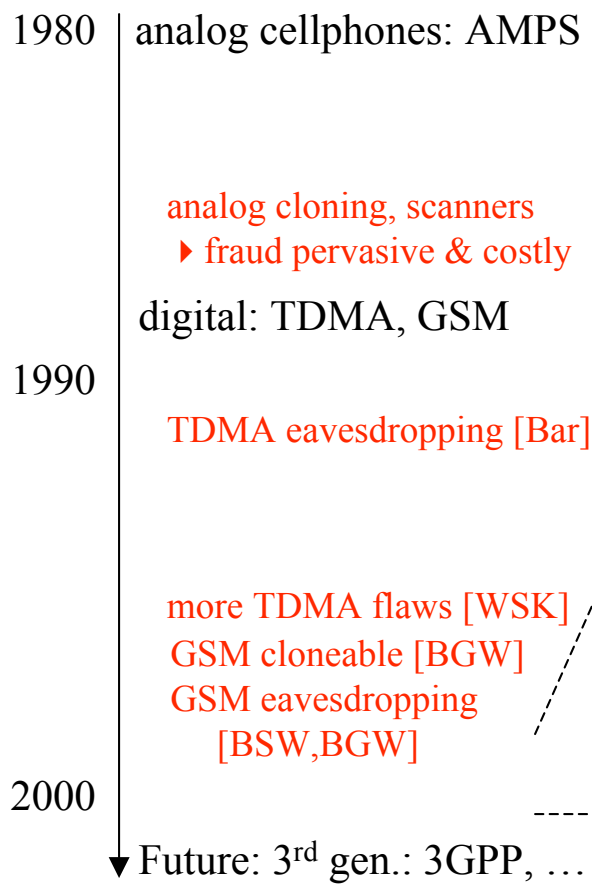 1980 analog cellphones: AMPS
analog cloning, scanners
▸ fraud pervasive & costly
digital: TDMA, GSM
1990
TDMA eavesdropping [Bar]
more TDMA flaws [WSK]
GSM cloneable [BGW]
GSM eavesdropping
[BSW,BGW]
2000
Future: 3rd gen.: 3GPP, …